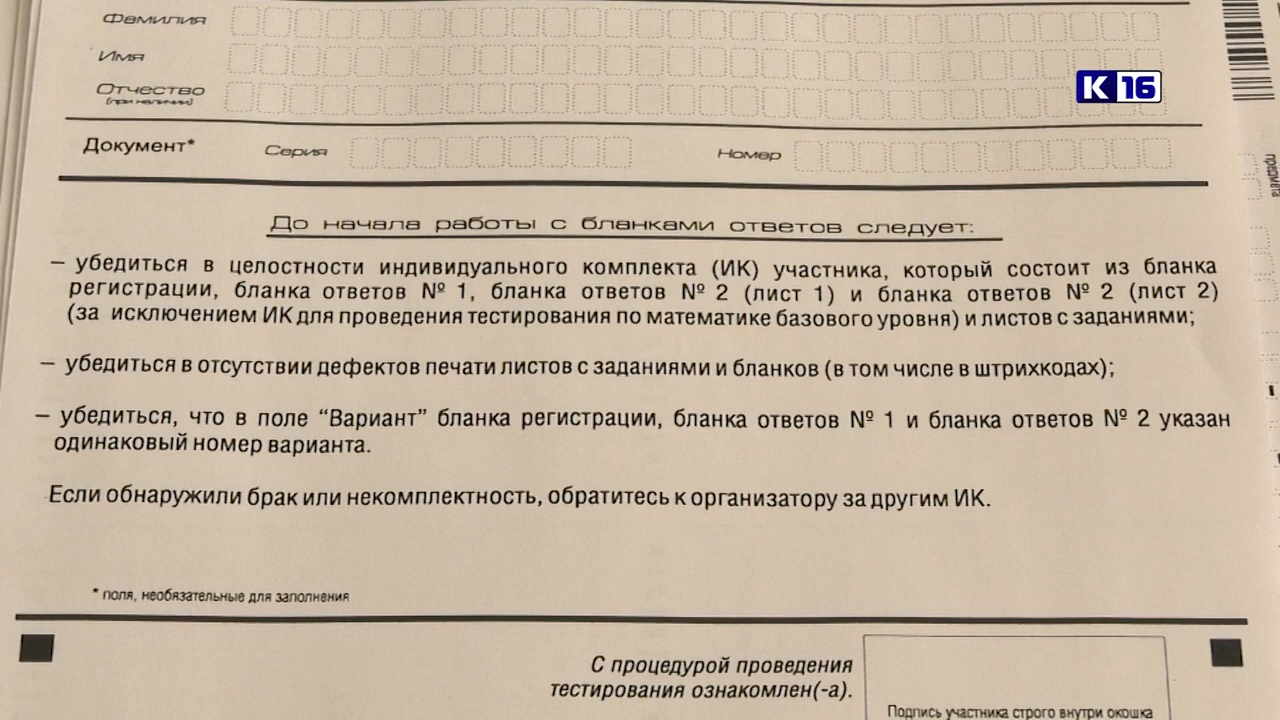 Фамилия
Имя
К 16
Отчество
(при наличии)
Документ* Серия Номер
предмета
До начала работы с бланками ответов следует:
– убедиться в целостности индивидуального комплекта (ИК) участника, который состоит из бланка
регистрации, бланка ответов № 1, бланка ответов № 2 (лист 1) и бланка ответов № 2 (лист 2)
(за исключением ИК для проведения тестирования по математике базового уровня) и листов с заданиями;
– убедиться в отсутствии дефектов печати листов с заданиями и бланков (в том числе в штрихкодах);
– убедиться, что в поле “Вариант” бланка регистрации, бланка ответов № 1 и бланка ответов № 2 указан
одинаковый номер варианта.
Если обнаружили брак или некомплектность, обратитесь к организатору за другим ИК.
* поля, необязательные для заполнения
С процедурой проведения
тестирования ознакомлен(-а).
Подпись участника строго внутри окошка